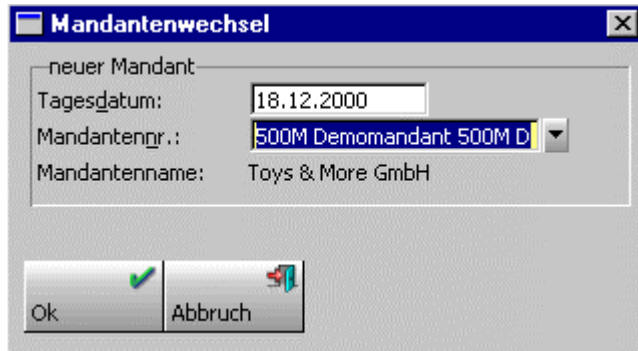 Mandantenwechsel
neuer Mandant
Tagesdatum: 18.12.2000
Mandantennr.: 500M Demomandant 500M D
Mandantenname: Toys & More GmbH
Ok Abbruch